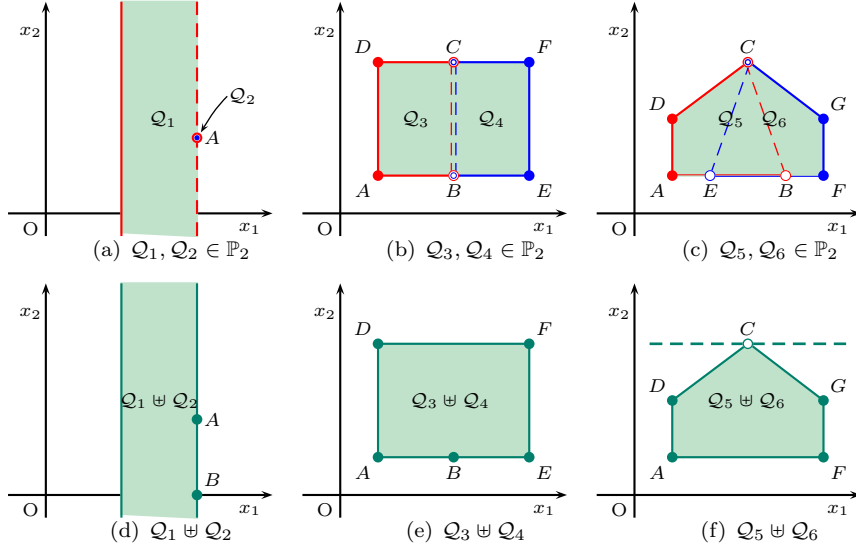 x₂ x₂ x₂
D C F C
𝒬₂
𝒬₁ A 𝒬₃ 𝒬₄ D 𝒬₅ 𝒬₆ G
A B E A E B F
O x₁ O x₁ O x₁
(a) 𝒬₁, 𝒬₂ ∈ ℙ₂ (b) 𝒬₃, 𝒬₄ ∈ ℙ₂ (c) 𝒬₅, 𝒬₆ ∈ ℙ₂
x₂ x₂ x₂
D F C
𝒬₁ ⊎ 𝒬₂ A 𝒬₃ ⊎ 𝒬₄ D 𝒬₅ ⊎ 𝒬₆ G
B A B E A F
O x₁ O x₁ O x₁
(d) 𝒬₁ ⊎ 𝒬₂ (e) 𝒬₃ ⊎ 𝒬₄ (f) 𝒬₅ ⊎ 𝒬₆